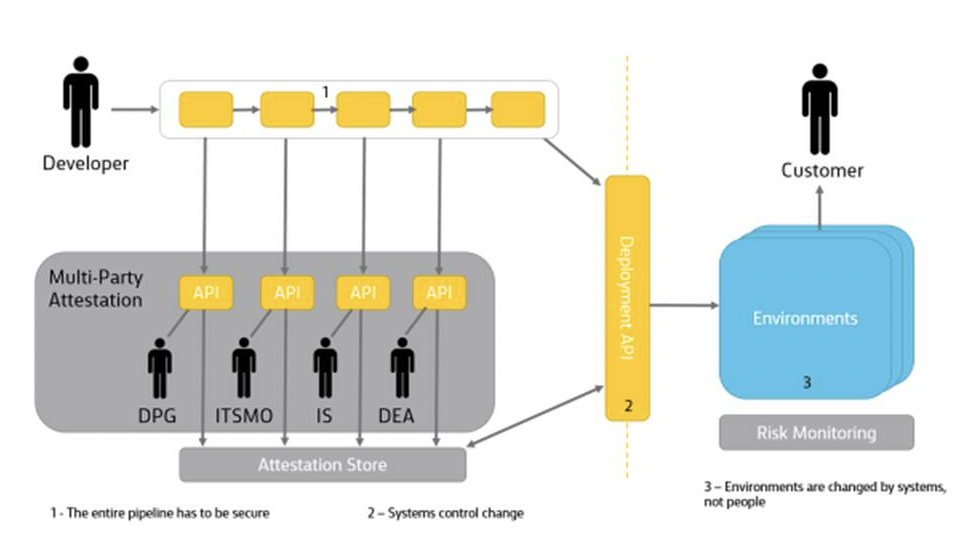 1
Developer
Customer
Multi-Party
Attestation
API
API
API
API
Deployment API
Environments
3
DPG
ITSMO
IS
DEA
2
Risk Monitoring
Attestation Store
1 - The entire pipeline has to be secure
2 – Systems control change
3 – Environments are changed by systems,
not people